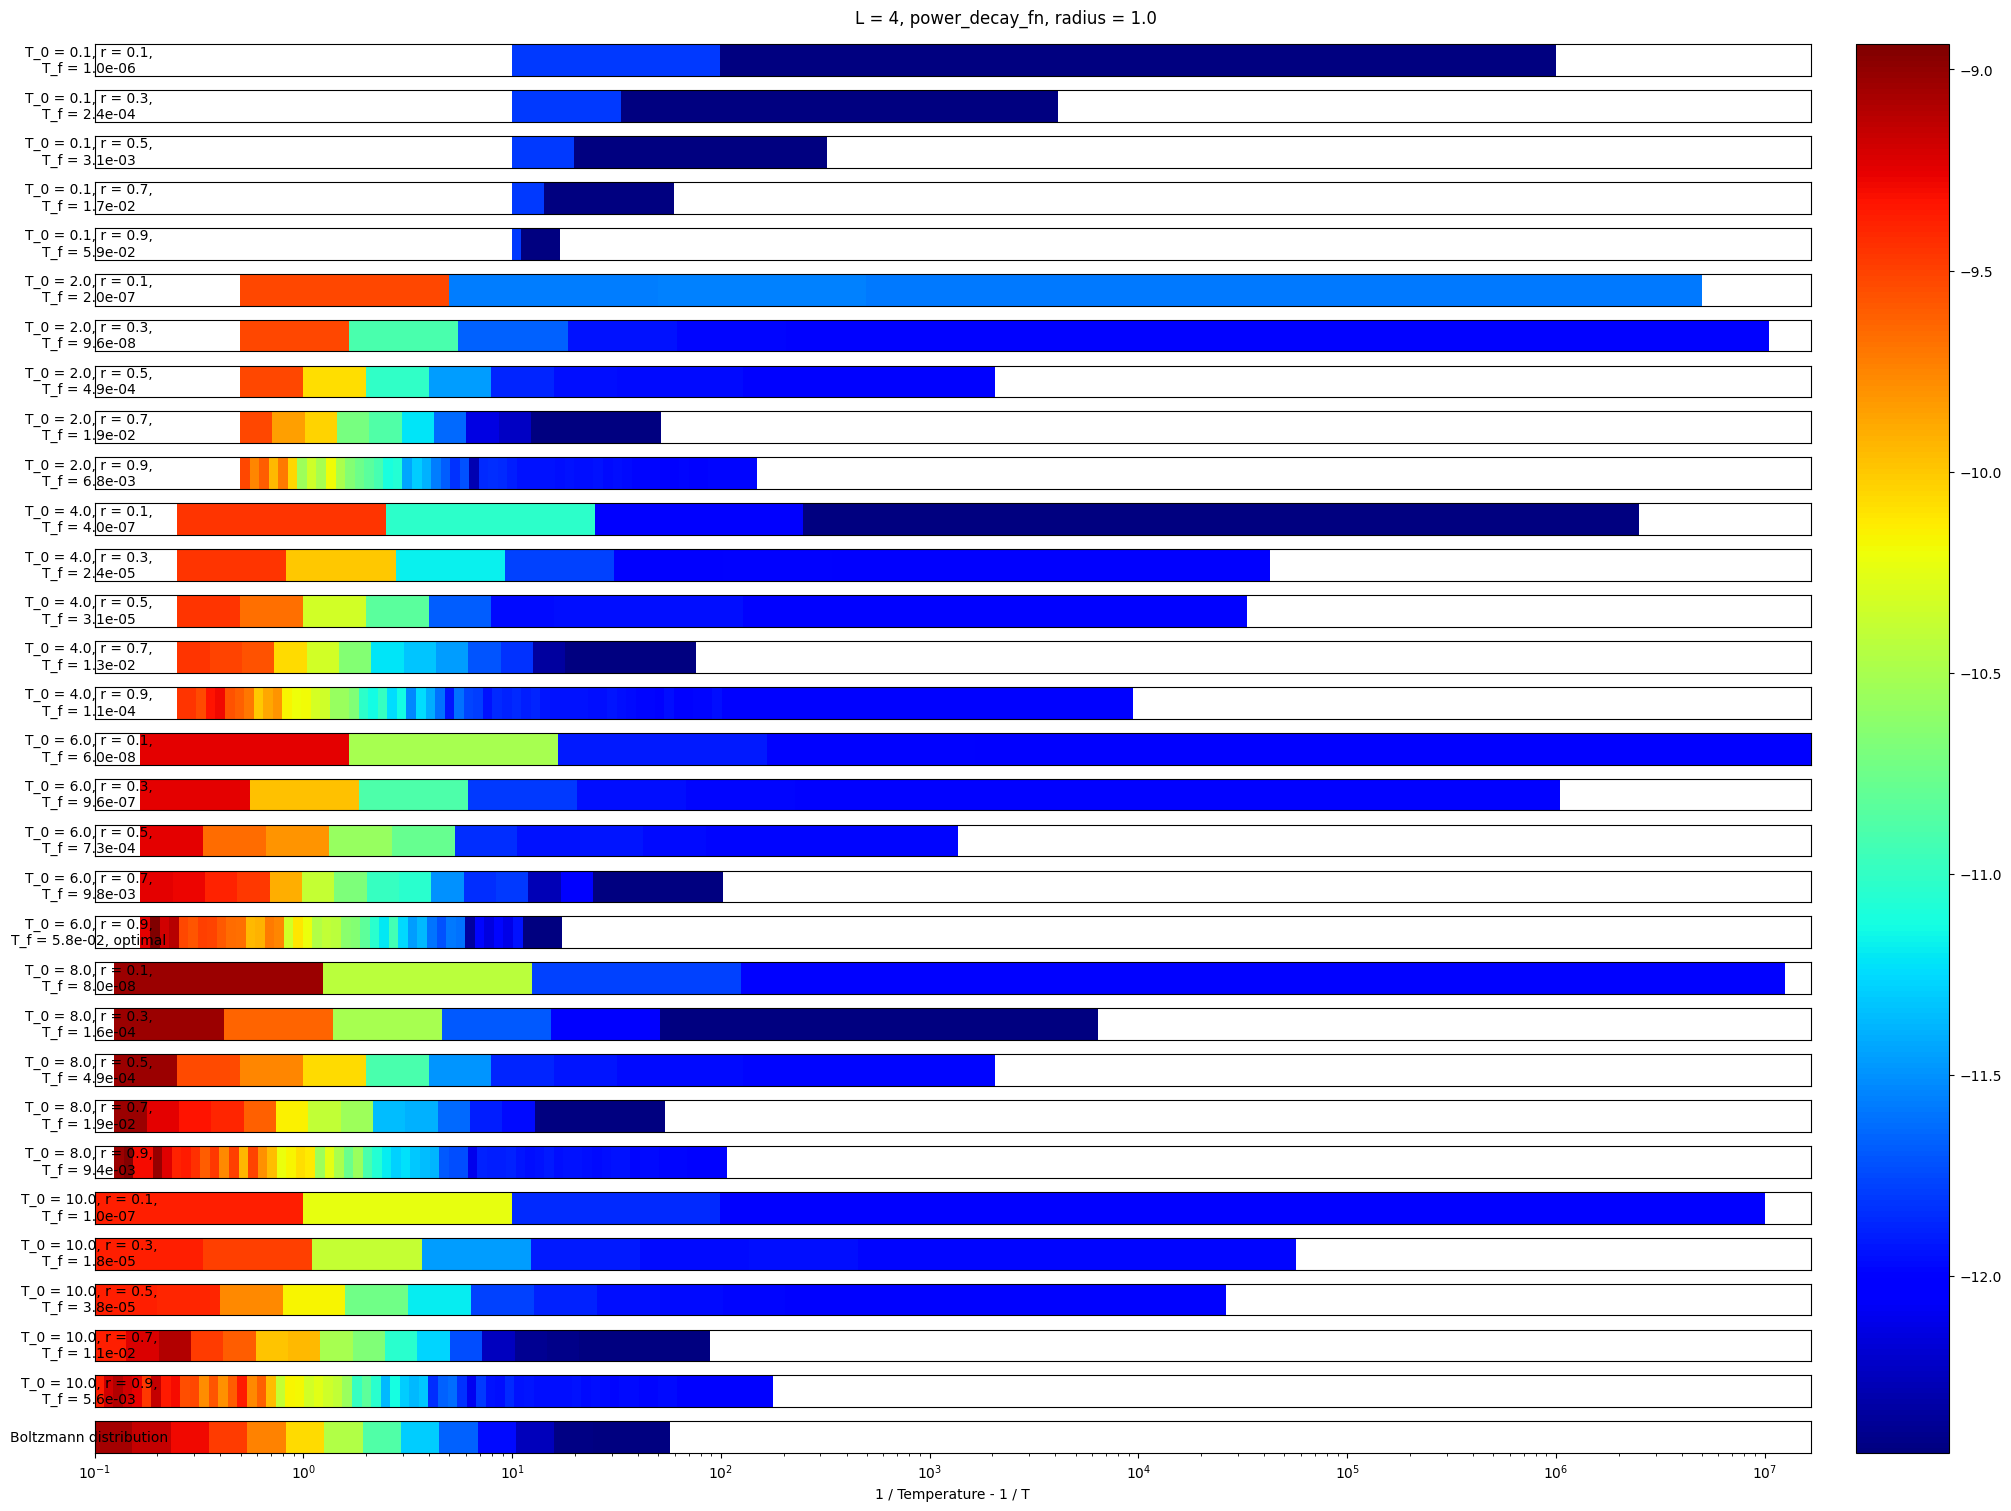 L = 4, power_decay_fn, radius = 1.0
T_0 = 0.1, r = 0.1,
T_f = 1.0e-06
T_0 = 0.1, r = 0.3,
T_f = 2.4e-04
T_0 = 0.1, r = 0.5,
T_f = 3.1e-03
T_0 = 0.1, r = 0.7,
T_f = 1.7e-02
T_0 = 0.1, r = 0.9,
T_f = 5.9e-02
T_0 = 2.0, r = 0.1,
T_f = 2.0e-07
T_0 = 2.0, r = 0.3,
T_f = 9.6e-08
T_0 = 2.0, r = 0.5,
T_f = 4.9e-04
T_0 = 2.0, r = 0.7,
T_f = 1.9e-02
T_0 = 2.0, r = 0.9,
T_f = 6.8e-03
T_0 = 4.0, r = 0.1,
T_f = 4.0e-07
T_0 = 4.0, r = 0.3,
T_f = 2.4e-05
T_0 = 4.0, r = 0.5,
T_f = 3.1e-05
T_0 = 4.0, r = 0.7,
T_f = 1.3e-02
T_0 = 4.0, r = 0.9,
T_f = 1.1e-04
T_0 = 6.0, r = 0.1,
T_f = 6.0e-08
T_0 = 6.0, r = 0.3,
T_f = 9.6e-07
T_0 = 6.0, r = 0.5,
T_f = 7.3e-04
T_0 = 6.0, r = 0.7,
T_f = 9.8e-03
T_0 = 6.0, r = 0.9,
T_f = 5.8e-02, optimal
T_0 = 8.0, r = 0.1,
T_f = 8.0e-08
T_0 = 8.0, r = 0.3,
T_f = 1.6e-04
T_0 = 8.0, r = 0.5,
T_f = 4.9e-04
T_0 = 8.0, r = 0.7,
T_f = 1.9e-02
T_0 = 8.0, r = 0.9,
T_f = 9.4e-03
T_0 = 10.0, r = 0.1,
T_f = 1.0e-07
T_0 = 10.0, r = 0.3,
T_f = 1.8e-05
T_0 = 10.0, r = 0.5,
T_f = 3.8e-05
T_0 = 10.0, r = 0.7,
T_f = 1.1e-02
T_0 = 10.0, r = 0.9,
T_f = 5.6e-03
Boltzmann distribution
10⁻¹ 10⁰ 10¹ 10² 10³ 10⁴ 10⁵ 10⁶ 10⁷
1 / Temperature - 1 / T
−9.0
−9.5
−10.0
−10.5
−11.0
−11.5
−12.0